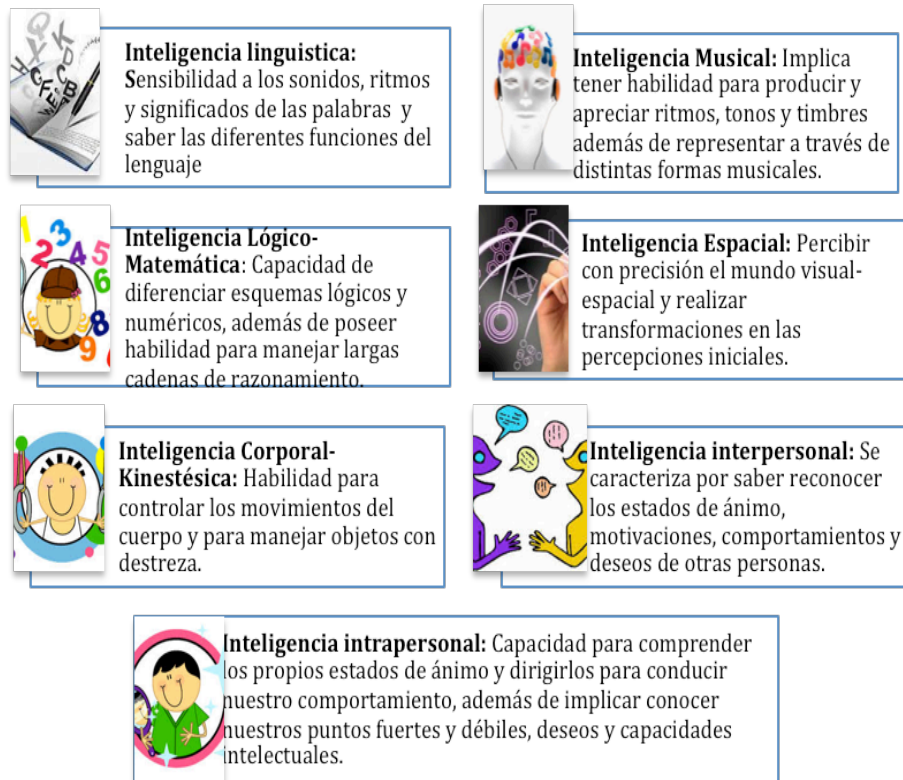 Inteligencia linguistica:
Sensibilidad a los sonidos, ritmos
y significados de las palabras y
saber las diferentes funciones del
lenguaje
Inteligencia Musical: Implica
tener habilidad para producir y
apreciar ritmos, tonos y timbres
además de representar a través de
distintas formas musicales.
Inteligencia Lógico-
Matemática: Capacidad de
diferenciar esquemas lógicos y
numéricos, además de poseer
habilidad para manejar largas
cadenas de razonamiento.
Inteligencia Espacial: Percibir
con precisión el mundo visual-
espacial y realizar
transformaciones en las
percepciones iniciales.
Inteligencia Corporal-
Kinestésica: Habilidad para
controlar los movimientos del
cuerpo y para manejar objetos con
destreza.
Inteligencia interpersonal: Se
caracteriza por saber reconocer
los estados de ánimo,
motivaciones, comportamientos y
deseos de otras personas.
Inteligencia intrapersonal: Capacidad para comprender
los propios estados de ánimo y dirigirlos para conducir
nuestro comportamiento, además de implicar conocer
nuestros puntos fuertes y débiles, deseos y capacidades
intelectuales.